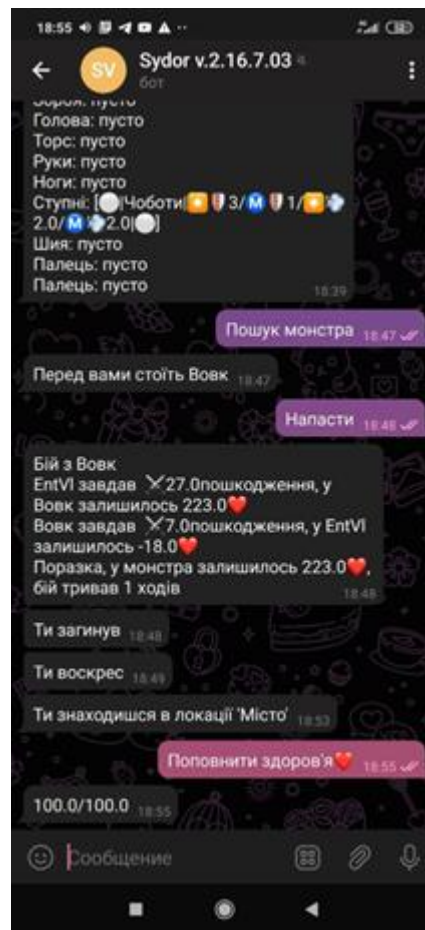 18:55
SV
Sydor v.2.16.7.03
бот
Зброя: пусто
Голова: пусто
Торс: пусто
Руки: пусто
Ноги: пусто
Ступні: [⚪|Чоботи|🟧🛡3/Ⓜ🛡1/🟧💨
2.0/Ⓜ💨2.0|⚪]
Шия: пусто
Палець: пусто
Палець: пусто
18:39
Пошук монстра 18:47
Перед вами стоїть Вовк 18:47
Напасти 18:48
Бій з Вовк
EntVI завдав ⚔27.0пошкодження, у
Вовк залишилось 223.0❤
Вовк завдав ⚔7.0пошкодження, у EntVI
залишилось -18.0❤
Поразка, у монстра залишилось 223.0❤,
бій тривав 1 ходів
18:48
Ти загинув 18:48
Ти воскрес 18:49
Ти знаходишся в локації 'Місто' 18:53
Поповнити здоров'я❤ 18:55
100.0/100.0 18:55
Сообщение